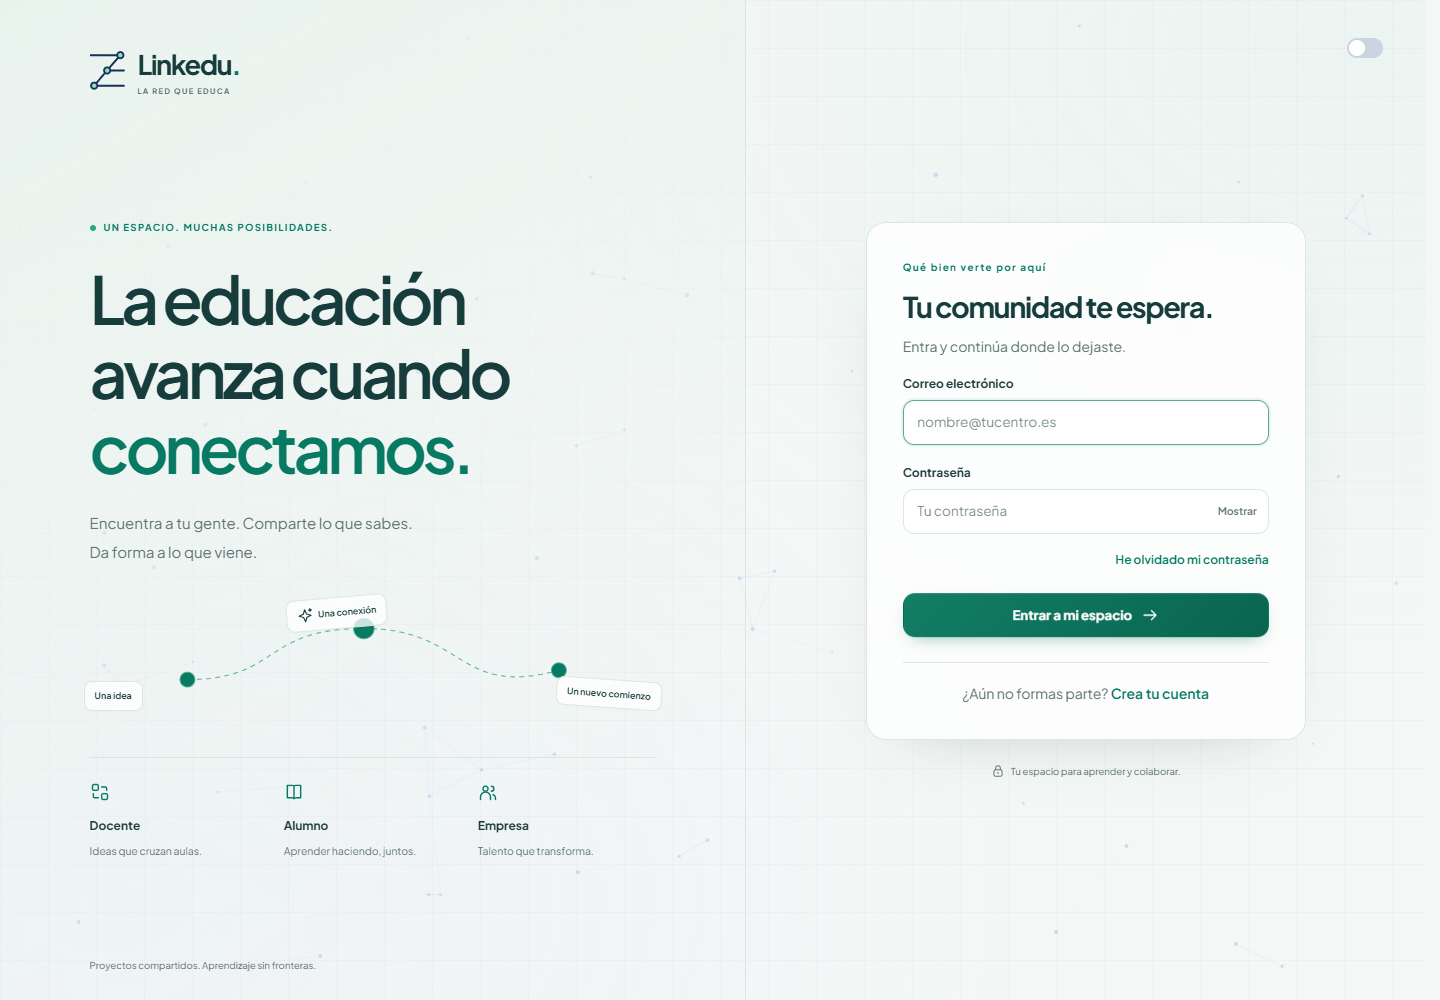 Linkedu.
LA RED QUE EDUCA
UN ESPACIO. MUCHAS POSIBILIDADES.
La educación
avanza cuando
conectamos.
Encuentra a tu gente. Comparte lo que sabes.
Da forma a lo que viene.
Una conexión
Una idea
Un nuevo comienzo
Docente
Ideas que cruzan aulas.
Alumno
Aprender haciendo, juntos.
Empresa
Talento que transforma.
Proyectos compartidos. Aprendizaje sin fronteras.
Qué bien verte por aquí
Tu comunidad te espera.
Entra y continúa donde lo dejaste.
Correo electrónico
nombre@tucentro.es
Contraseña
Tu contraseña
Mostrar
He olvidado mi contraseña
Entrar a mi espacio
¿Aún no formas parte? Crea tu cuenta
Tu espacio para aprender y colaborar.